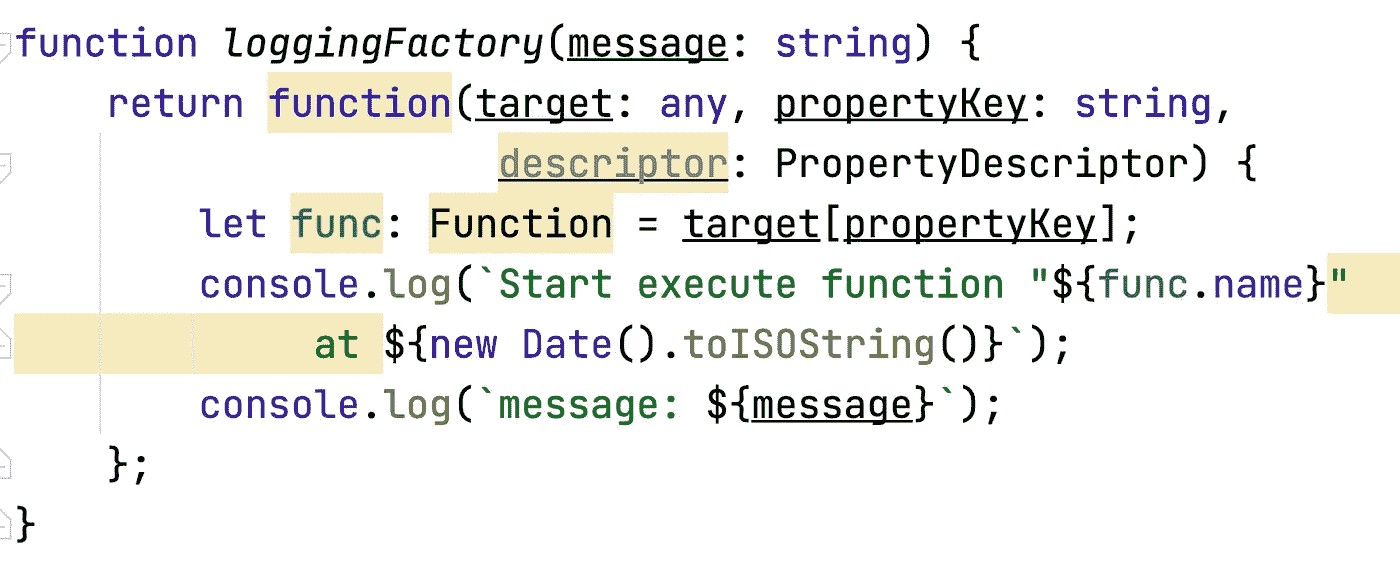 function loggingFactory(message: string) {
    return function(target: any, propertyKey: string,
                     descriptor: PropertyDescriptor) {
        let func: Function = target[propertyKey];
        console.log(`Start execute function "${func.name}"
             at ${new Date().toISOString()}`);
        console.log(`message: ${message}`);
    };
}